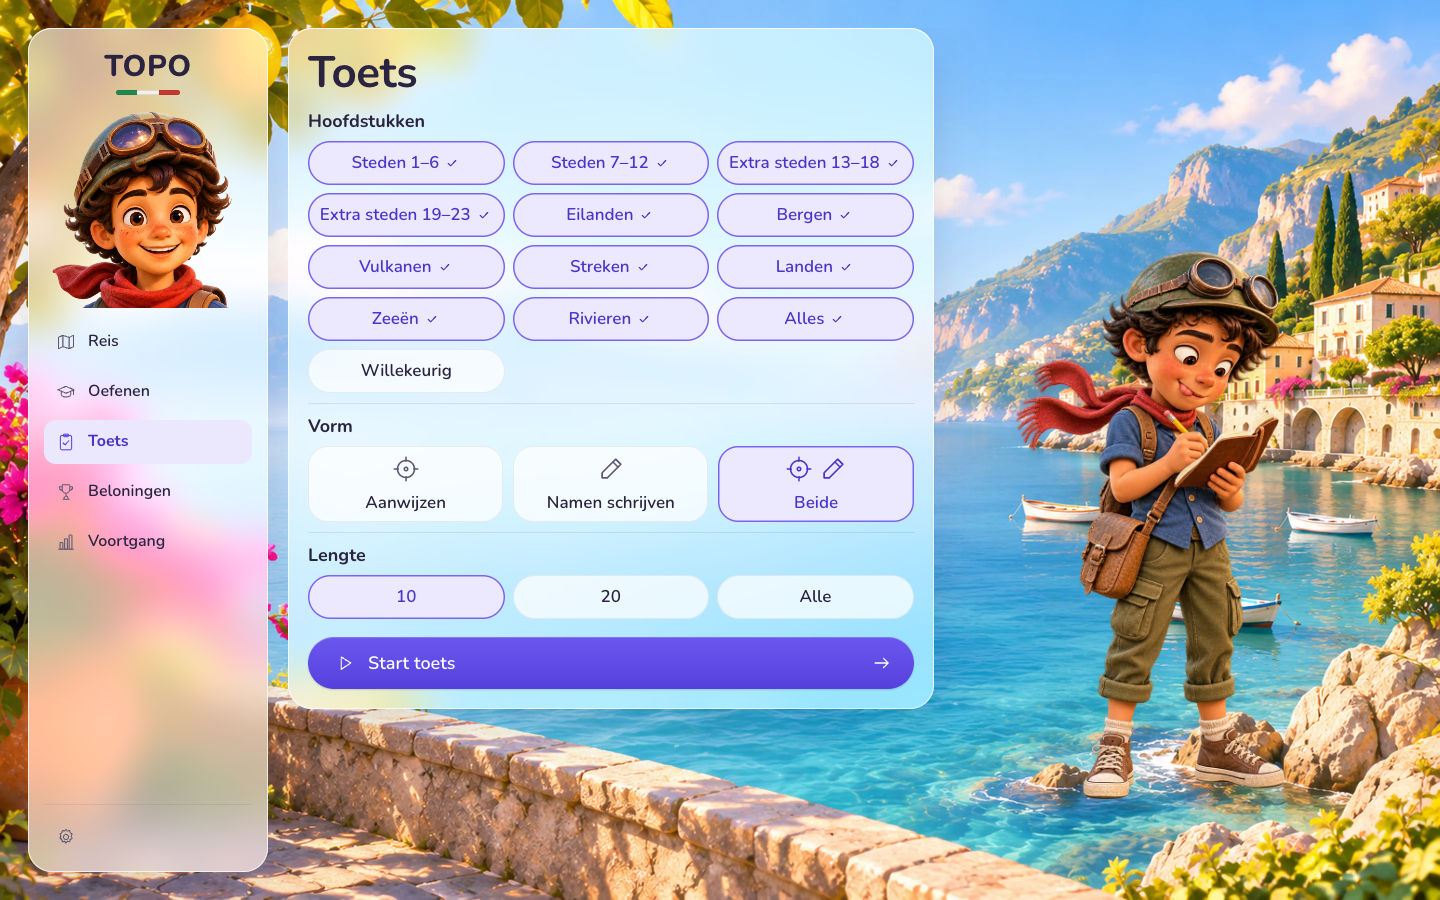 TOPO
Reis
Oefenen
Toets
Beloningen
Voortgang
Toets
Hoofdstukken
Steden 1–6
Steden 7–12
Extra steden 13–18
Extra steden 19–23
Eilanden
Bergen
Vulkanen
Streken
Landen
Zeeën
Rivieren
Alles
Willekeurig
Vorm
Aanwijzen
Namen schrijven
Beide
Lengte
10
20
Alle
Start toets